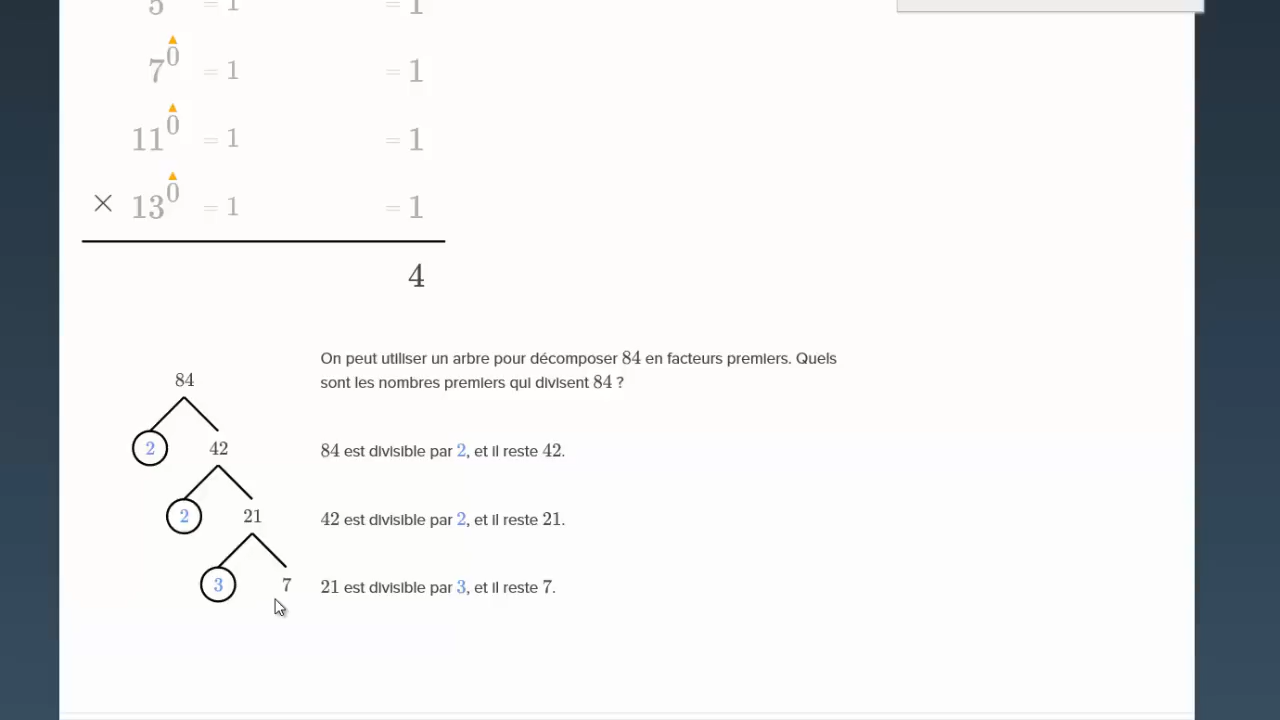 5 = 1 = 1
7^0 = 1 = 1
11^0 = 1 = 1
× 13^0 = 1 = 1
4
On peut utiliser un arbre pour décomposer 84 en facteurs premiers. Quels
sont les nombres premiers qui divisent 84 ?
84
2 42
84 est divisible par 2, et il reste 42.
2 21
42 est divisible par 2, et il reste 21.
3 7
21 est divisible par 3, et il reste 7.